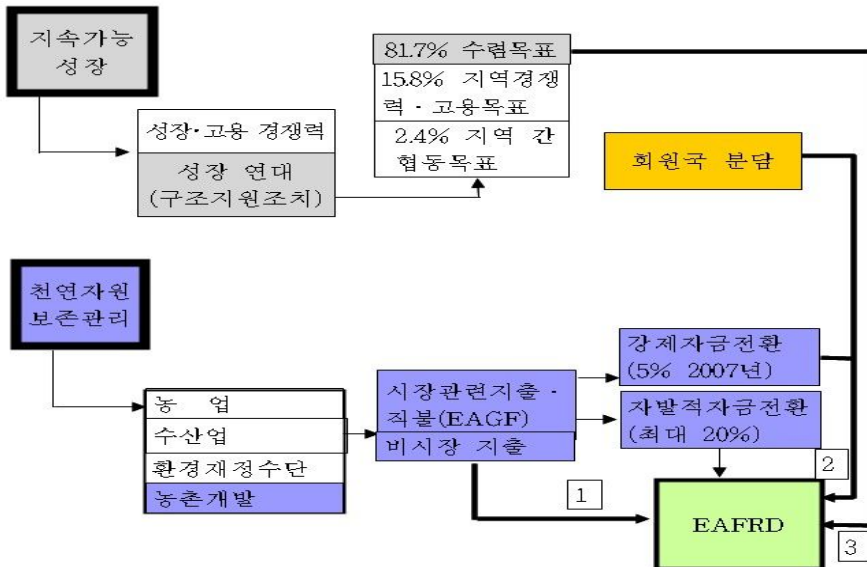 지속가능
성장
81.7% 수렴목표
15.8% 지역경쟁
력·고용목표
2.4% 지역 간
협동목표
성장·고용 경쟁력
성장 연대
(구조지원조치)
회원국 분담
천연자원
보존관리
강제자금전환
(5% 2007년)
시장관련지출·
직불(EAGF)
비시장 지출
자발적자금전환
(최대 20%)
농 업
수산업
환경재정수단
농촌개발
1
2
EAFRD
3